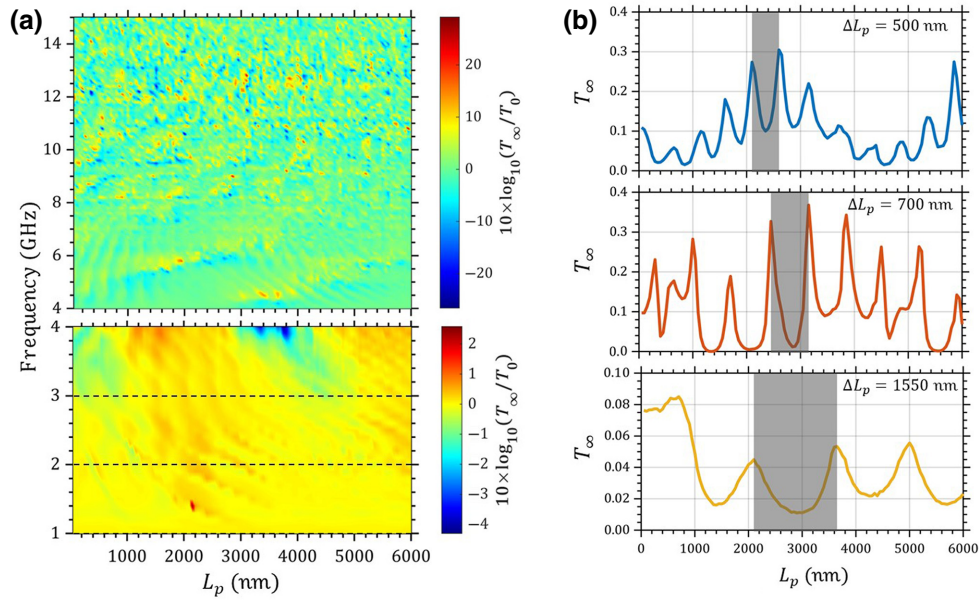 (a)
14
12
10
8
6
4
Frequency (GHz)
20
10
0
−10
−20
10×log₁₀(T∞/T₀)
4
3
2
1
1000 2000 3000 4000 5000 6000
Lₚ (nm)
2
1
0
−1
−2
−3
−4
10×log₁₀(T∞/T₀)
(b)
0.4
0.3
0.2
0.1
0.0
T∞
ΔLₚ = 500 nm
0.4
0.3
0.2
0.1
0.0
T∞
ΔLₚ = 700 nm
0.10
0.08
0.06
0.04
0.02
0.00
T∞
ΔLₚ = 1550 nm
0 1000 2000 3000 4000 5000 6000
Lₚ (nm)